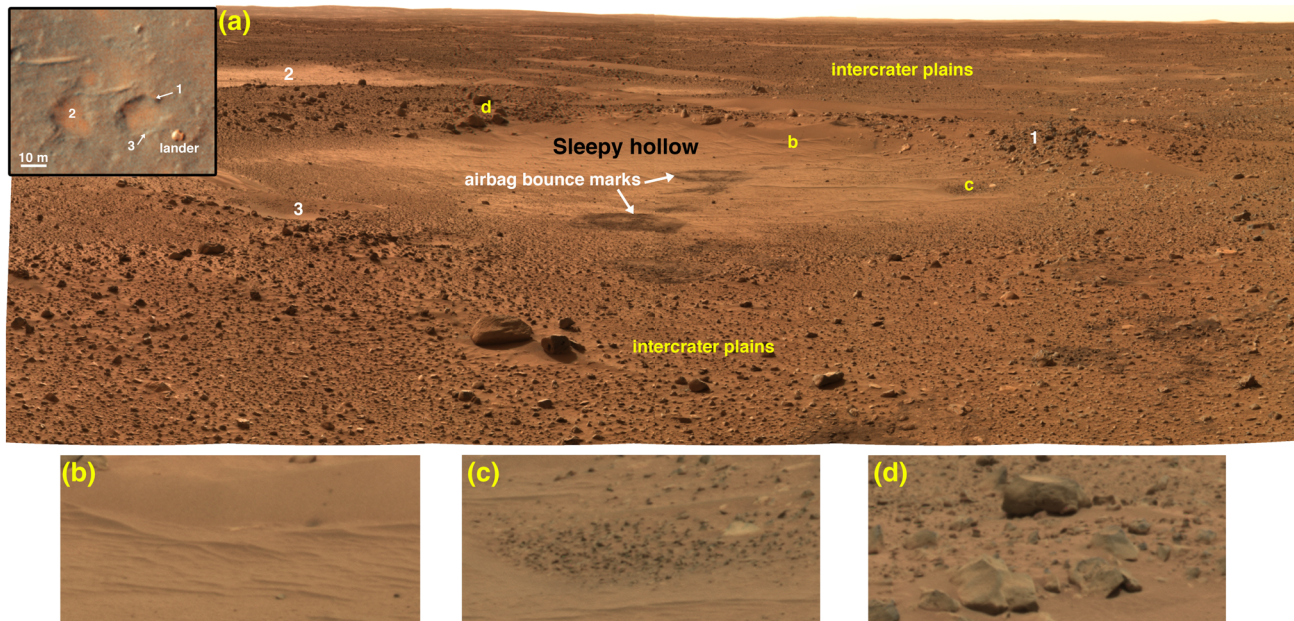 (a)
1
2
3
lander
10 m
2
intercrater plains
d
Sleepy hollow
b
1
airbag bounce marks
c
3
intercrater plains
(b)
(c)
(d)